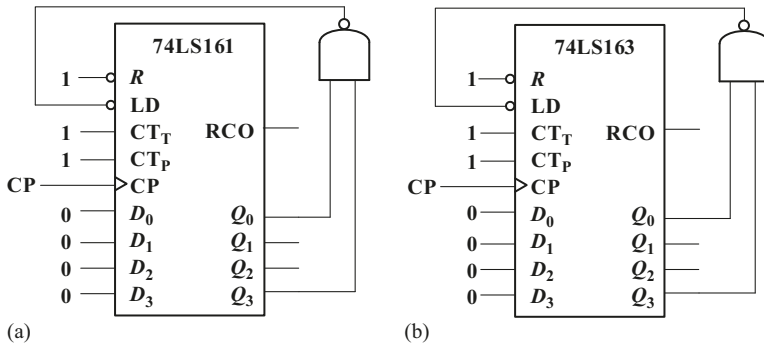 74LS161
1 R
LD
1 CT_T RCO
1 CT_P
CP CP
0 D_0 Q_0
0 D_1 Q_1
0 D_2 Q_2
0 D_3 Q_3
(a)
74LS163
1 R
LD
1 CT_T RCO
1 CT_P
CP CP
0 D_0 Q_0
0 D_1 Q_1
0 D_2 Q_2
0 D_3 Q_3
(b)